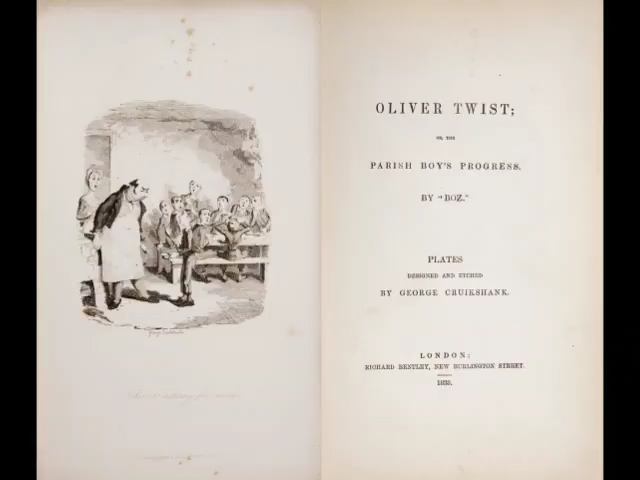 OLIVER TWIST;
OR, THE
PARISH BOY'S PROGRESS.
BY "BOZ."
PLATES
DESIGNED AND ETCHED
BY GEORGE CRUIKSHANK.
LONDON:
RICHARD BENTLEY, NEW BURLINGTON STREET.